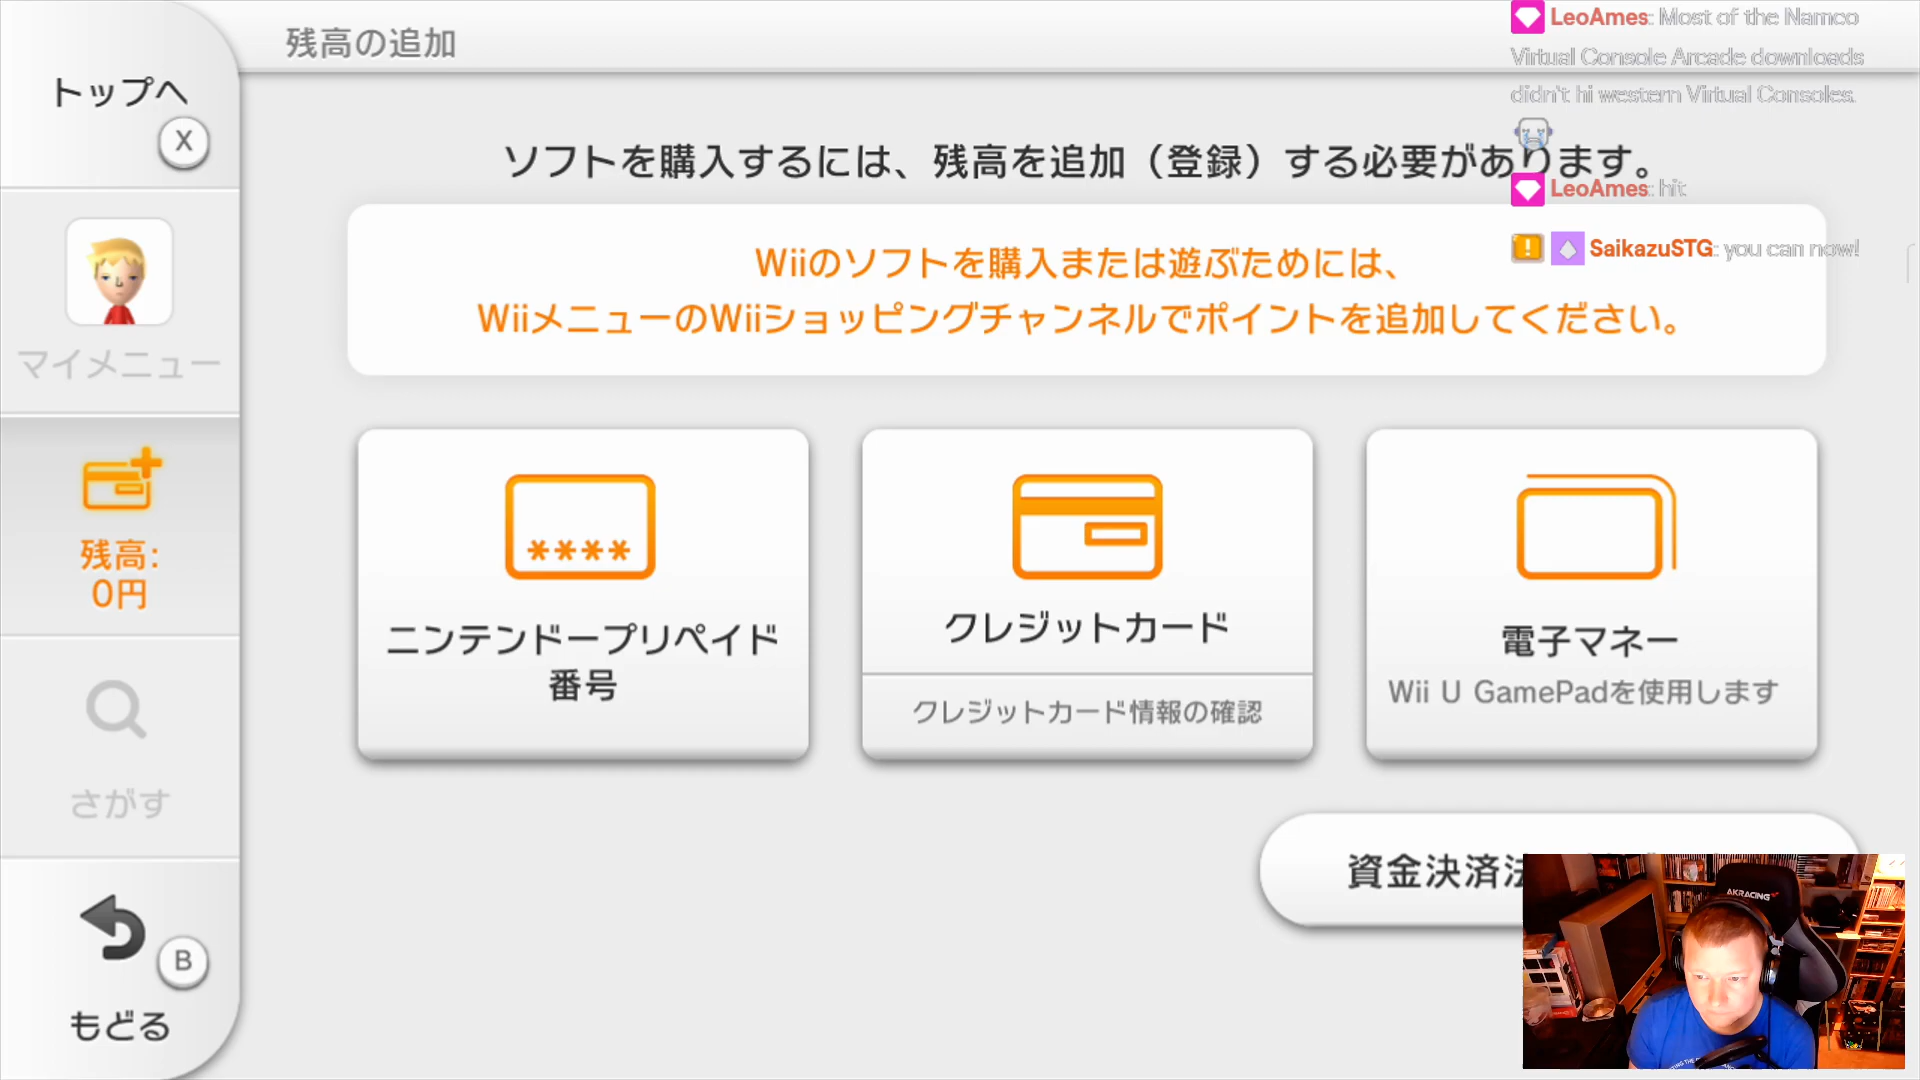 残高の追加
トップへ
X
マイメニュー
残高:
0円
さがす
B
もどる
ソフトを購入するには、残高を追加（登録）する必要があります。
Wiiのソフトを購入または遊ぶためには、
WiiメニューのWiiショッピングチャンネルでポイントを追加してください。
****
ニンテンドープリペイド
番号
クレジットカード
クレジットカード情報の確認
電子マネー
Wii U GamePadを使用します
資金決済法
LeoAmes: Most of the Namco
Virtual Console Arcade downloads
didn't hi western Virtual Consoles.
LeoAmes: hit
SaikazuSTG: you can now!
AKRACING